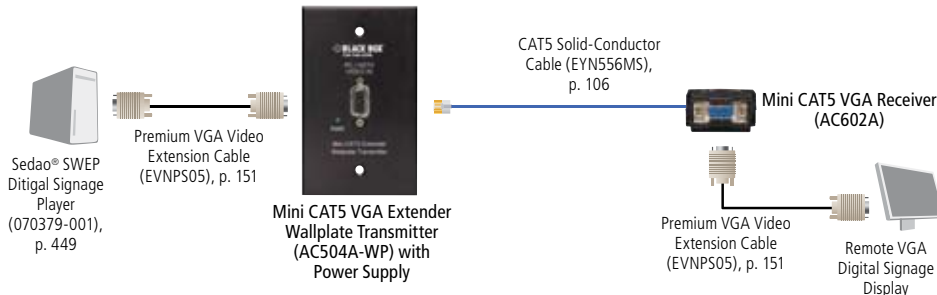 Sedao® SWEP
Ditigal Signage
Player
(070379-001),
p. 449
Premium VGA Video
Extension Cable
(EVNPS05), p. 151
BLACK BOX
Mini CAT5 VGA Extender
Wallplate Transmitter
(AC504A-WP) with
Power Supply
CAT5 Solid-Conductor
Cable (EYN556MS),
p. 106
Mini CAT5 VGA Receiver
(AC602A)
Premium VGA Video
Extension Cable
(EVNPS05), p. 151
Remote VGA
Digital Signage
Display